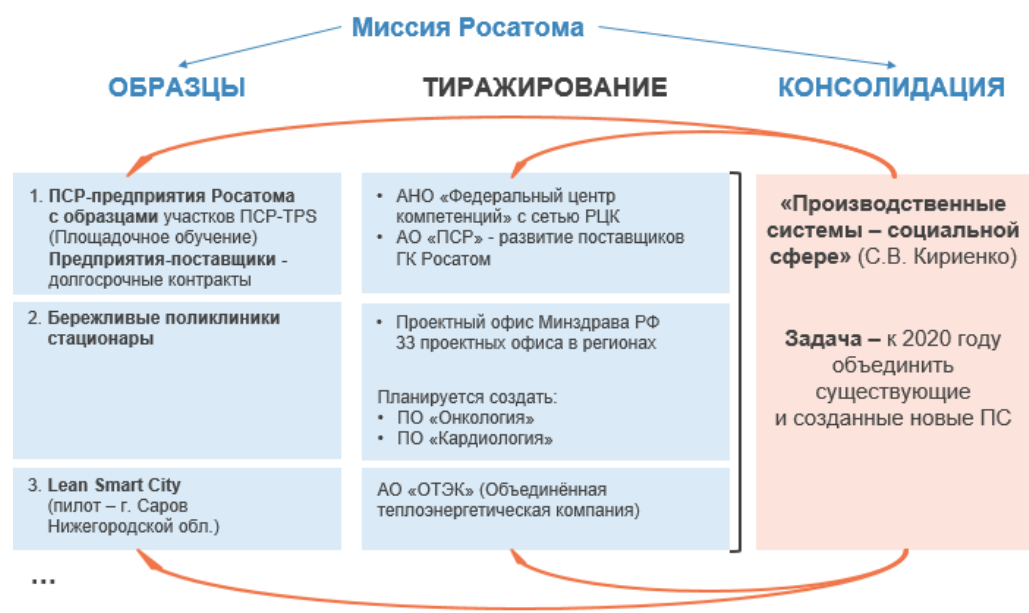 Миссия Росатома
ОБРАЗЦЫ
ТИРАЖИРОВАНИЕ
КОНСОЛИДАЦИЯ
1. ПСР-предприятия Росатома
с образцами участков ПСР-TPS
(Площадочное обучение)
Предприятия-поставщики -
долгосрочные контракты
• АНО «Федеральный центр
компетенций» с сетью РЦК
• АО «ПСР» - развитие поставщиков
ГК Росатом
2. Бережливые поликлиники
стационары
• Проектный офис Минздрава РФ
33 проектных офиса в регионах
Планируется создать:
• ПО «Онкология»
• ПО «Кардиология»
3. Lean Smart City
(пилот – г. Саров
Нижегородской обл.)
АО «ОТЭК» (Объединённая
теплоэнергетическая компания)
«Производственные
системы – социальной
сфере» (С.В. Кириенко)
Задача – к 2020 году
объединить
существующие
и созданные новые ПС
...